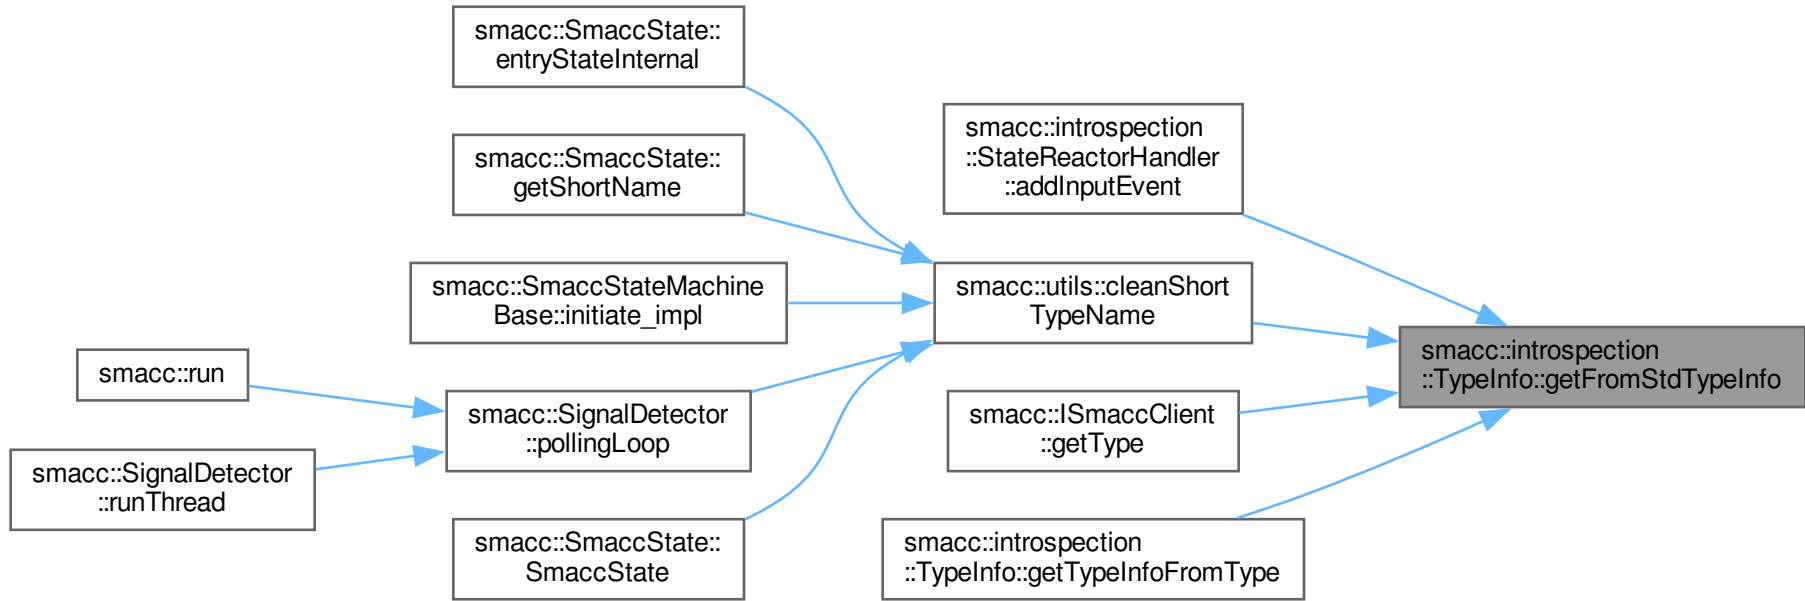 smacc::SmaccState::
entryStateInternal
smacc::SmaccState::
getShortName
smacc::SmaccStateMachine
Base::initiate_impl
smacc::run
smacc::SignalDetector
::runThread
smacc::SignalDetector
::pollingLoop
smacc::SmaccState::
SmaccState
smacc::introspection
::StateReactorHandler
::addInputEvent
smacc::utils::cleanShort
TypeName
smacc::ISmaccClient
::getType
smacc::introspection
::TypeInfo::getTypeInfoFromType
smacc::introspection
::TypeInfo::getFromStdTypeInfo